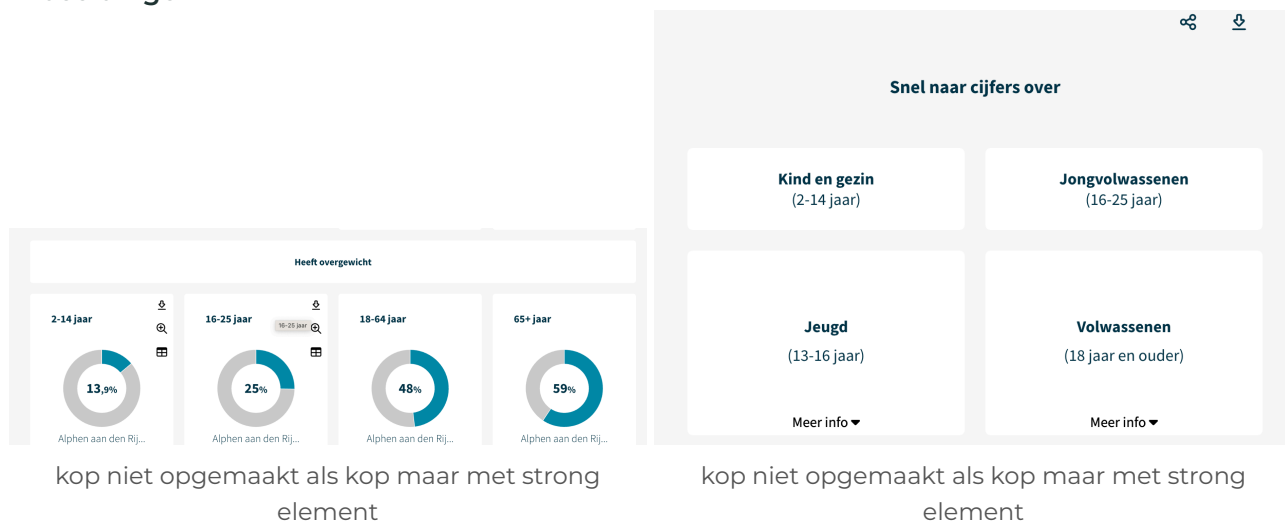 Snel naar cijfers over
Kind en gezin
(2-14 jaar)
Jongvolwassenen
(16-25 jaar)
Jeugd
(13-16 jaar)
Meer info
Volwassenen
(18 jaar en ouder)
Meer info
Heeft overgewicht
2-14 jaar
13,9%
Alphen aan den Rij...
16-25 jaar
16-25 jaar
25%
Alphen aan den Rij...
18-64 jaar
48%
Alphen aan den Rij...
65+ jaar
59%
Alphen aan den Rij...
kop niet opgemaakt als kop maar met strong
element
kop niet opgemaakt als kop maar met strong
element